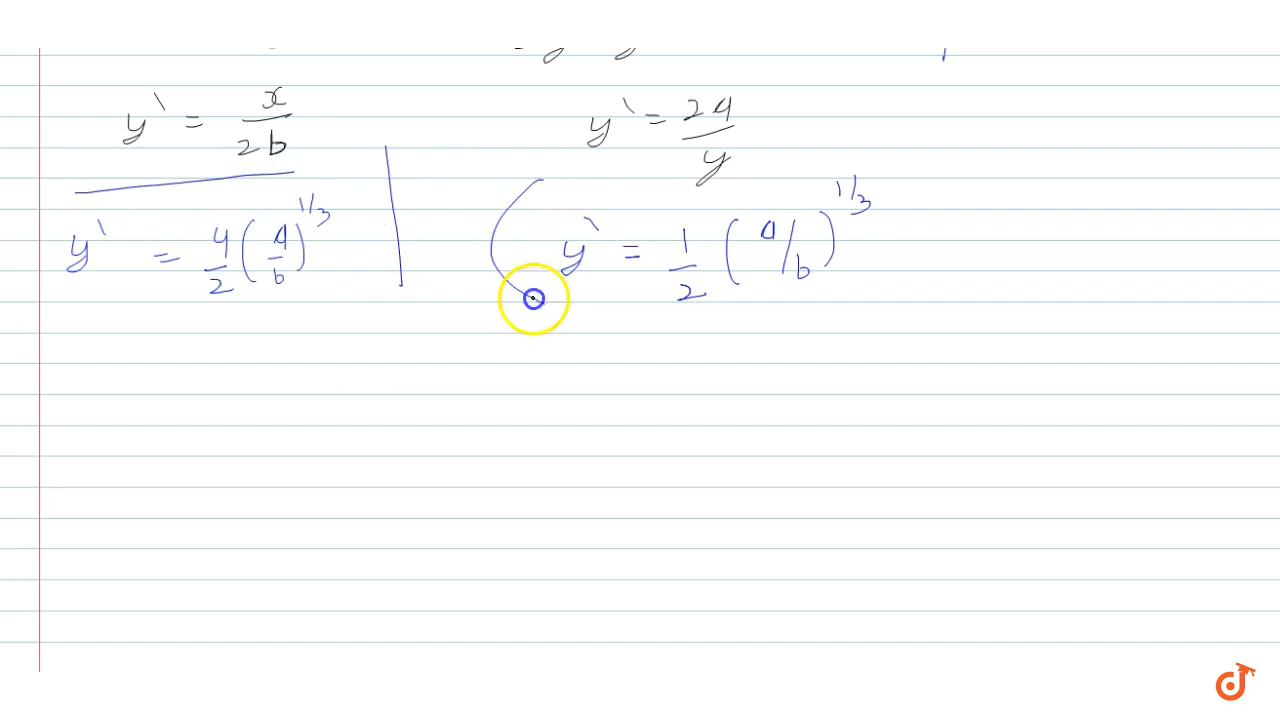 y` = x/2b
y` = 2a/y
y` = 4/2 (a/b)^1/3
y` = 1/2 (a/b)^1/3